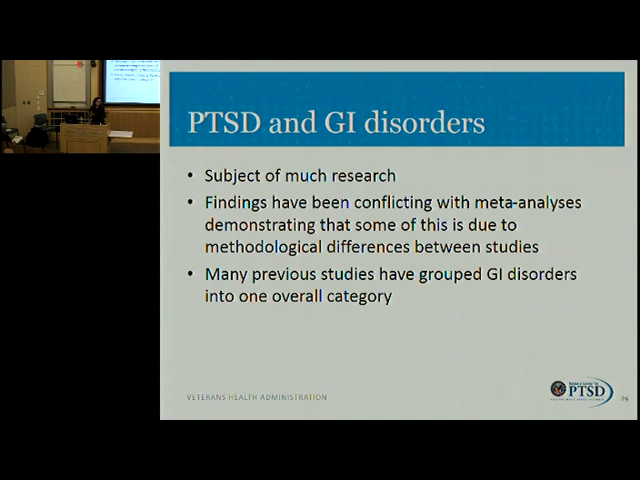 PTSD and GI disorders
• Subject of much research
• Findings have been conflicting with meta-analyses
demonstrating that some of this is due to
methodological differences between studies
• Many previous studies have grouped GI disorders
into one overall category
VETERANS HEALTH ADMINISTRATION
PTSD